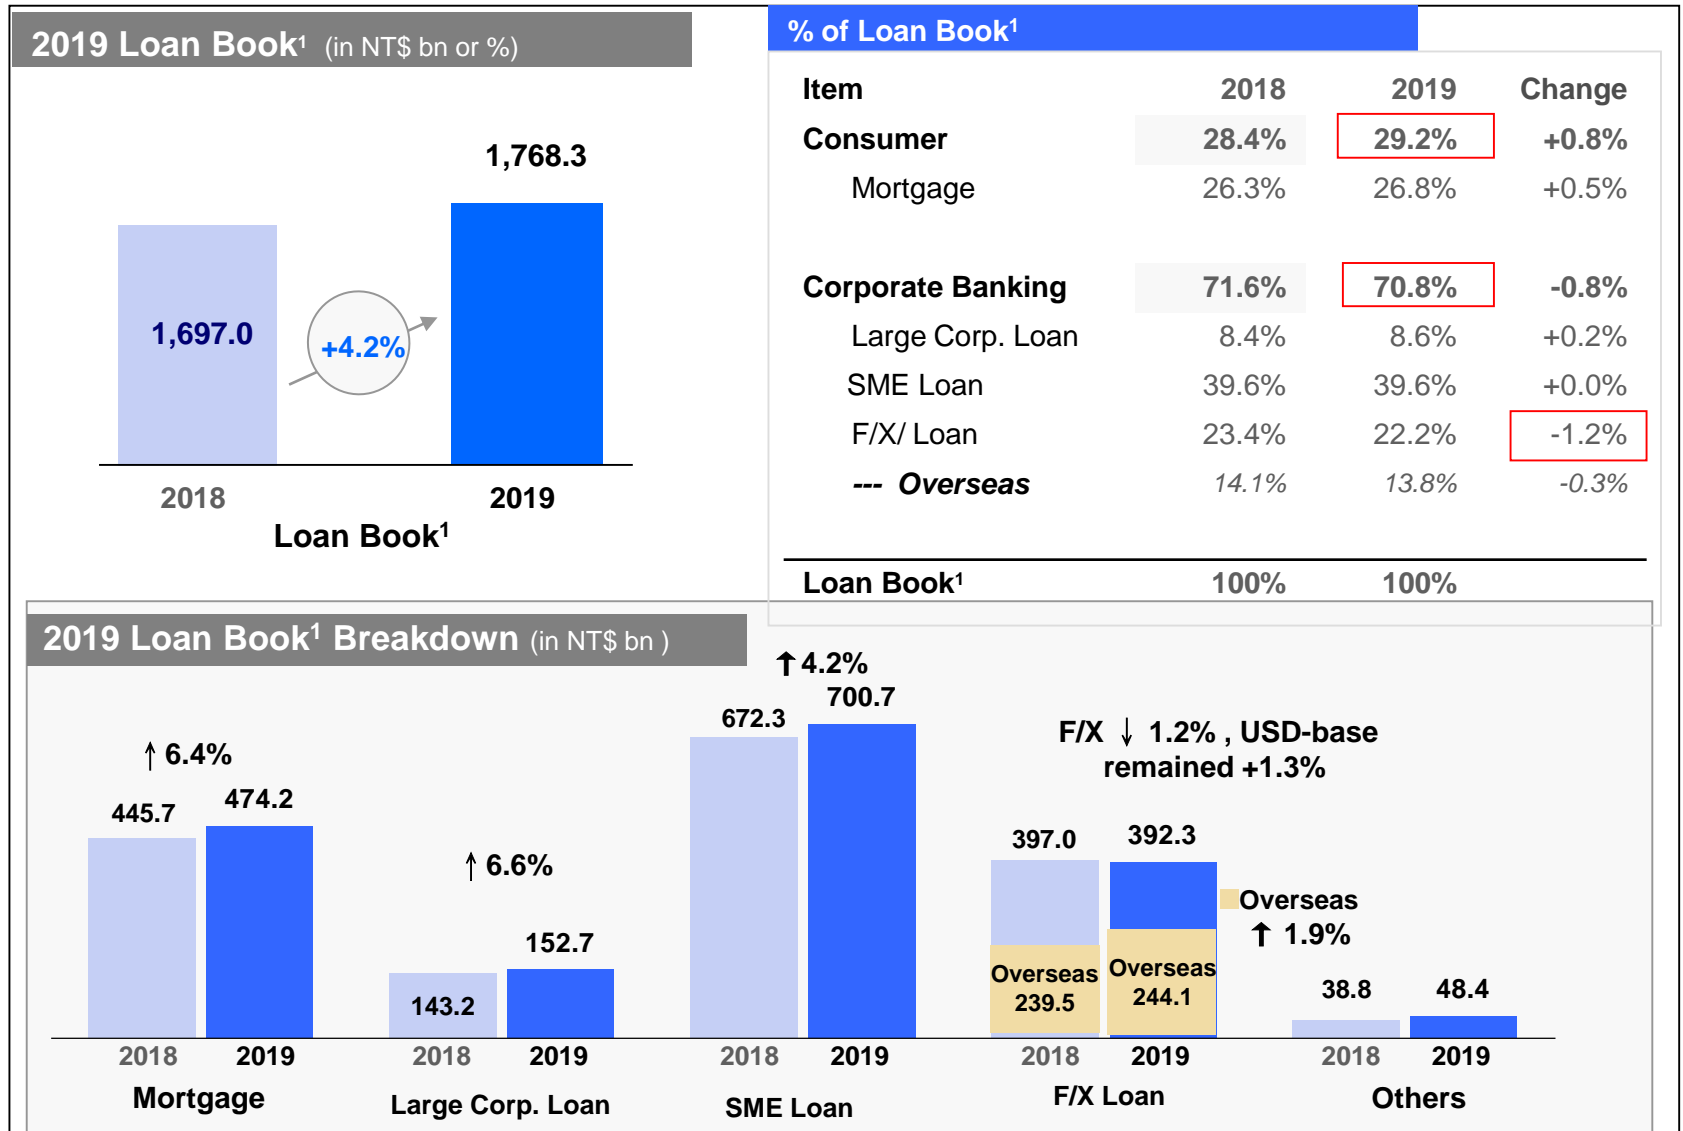 2019 Loan Book¹ (in NT$ bn or %)
1,768.3
1,697.0
+4.2%
2018 2019
Loan Book¹
% of Loan Book¹
Item 2018 2019 Change
Consumer 28.4% 29.2% +0.8%
Mortgage 26.3% 26.8% +0.5%
Corporate Banking 71.6% 70.8% -0.8%
Large Corp. Loan 8.4% 8.6% +0.2%
SME Loan 39.6% 39.6% +0.0%
F/X/ Loan 23.4% 22.2% -1.2%
--- Overseas 14.1% 13.8% -0.3%
Loan Book¹ 100% 100%
2019 Loan Book¹ Breakdown (in NT$ bn )
↑ 6.4%
445.7 474.2
2018 2019
Mortgage
↑ 6.6%
143.2 152.7
2018 2019
Large Corp. Loan
↑ 4.2%
672.3 700.7
2018 2019
SME Loan
F/X ↓ 1.2% , USD-base
remained +1.3%
397.0 392.3
Overseas Overseas
239.5 244.1
Overseas
↑ 1.9%
2018 2019
F/X Loan
38.8 48.4
2018 2019
Others